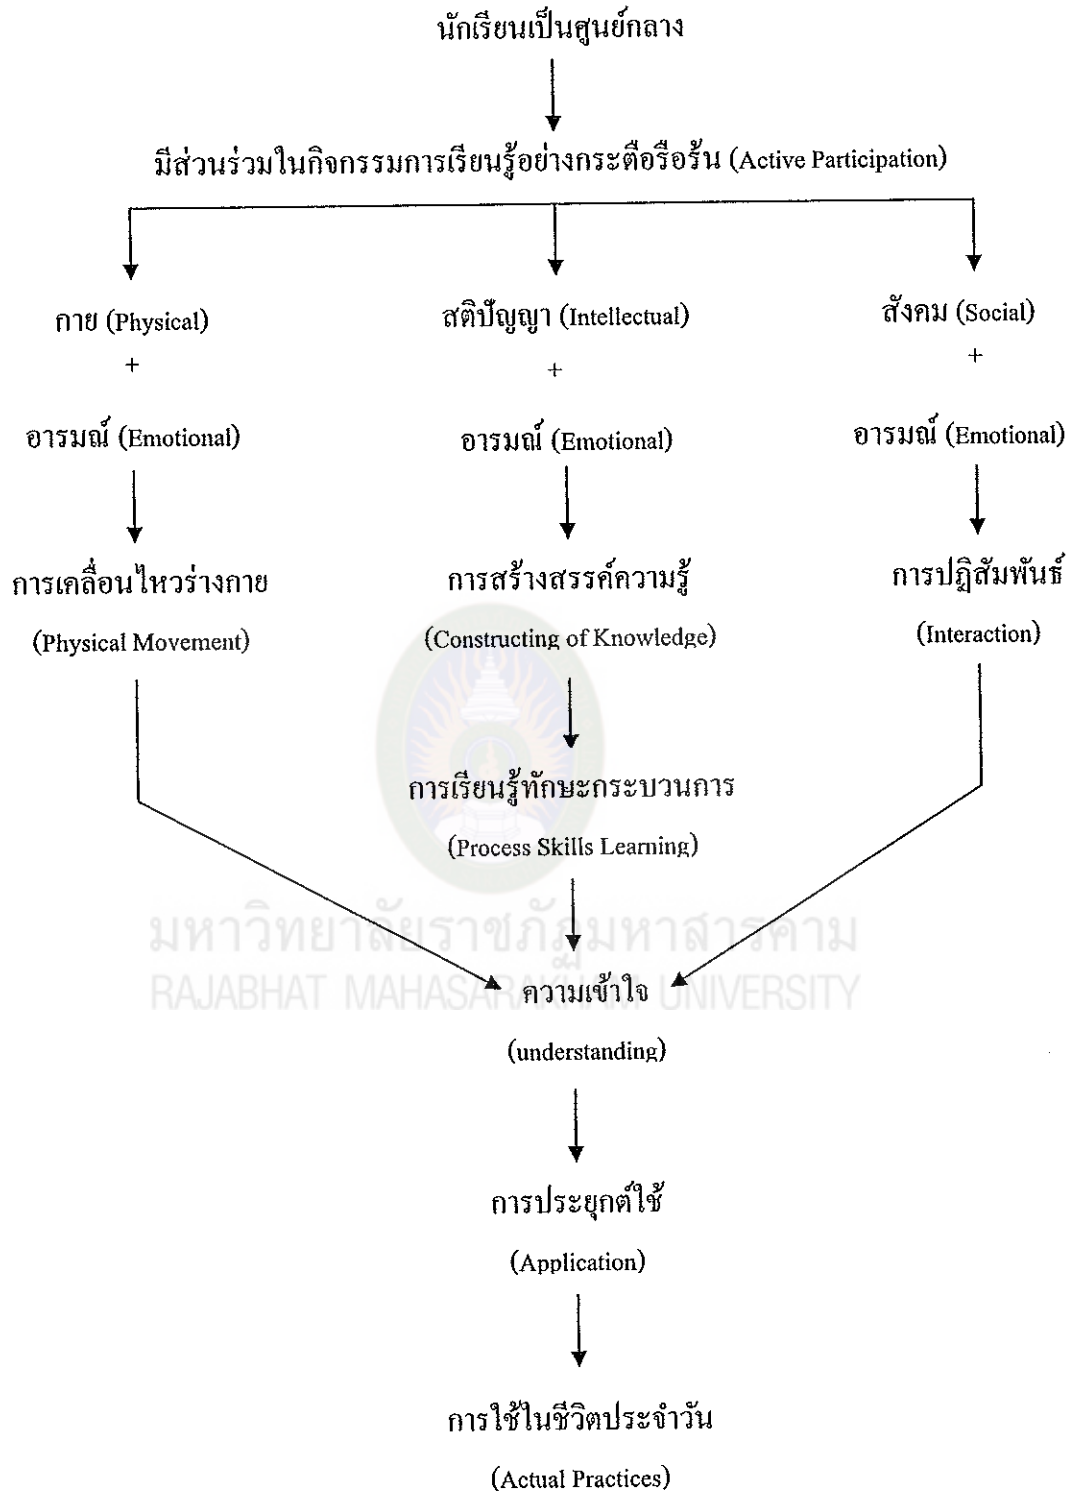 นักเรียนเป็นศูนย์กลาง
มีส่วนร่วมในกิจกรรมการเรียนรู้อย่างกระตือรือร้น (Active Participation)
กาย (Physical)
+
อารมณ์ (Emotional)
การเคลื่อนไหวร่างกาย
(Physical Movement)
สติปัญญา (Intellectual)
+
อารมณ์ (Emotional)
การสร้างสรรค์ความรู้
(Constructing of Knowledge)
การเรียนรู้ทักษะกระบวนการ
(Process Skills Learning)
สังคม (Social)
+
อารมณ์ (Emotional)
การปฏิสัมพันธ์
(Interaction)
มหาวิทยาลัยราชภัฏมหาสารคาม
RAJABHAT MAHASARAKHAM UNIVERSITY
ความเข้าใจ
(understanding)
การประยุกต์ใช้
(Application)
การใช้ในชีวิตประจำวัน
(Actual Practices)